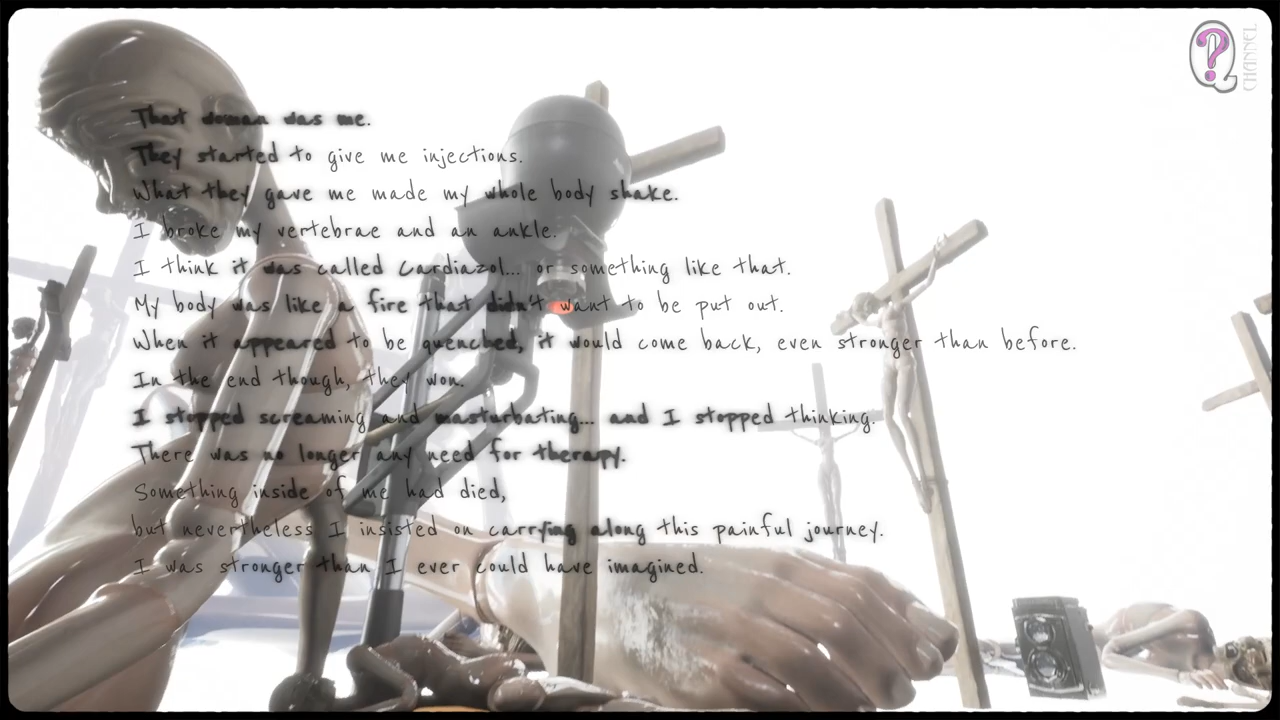 ? Q CHANNEL
That woman was me.
They started to give me injections.
What they gave me made my whole body shake.
I broke my vertebrae and an ankle.
I think it was called Cardiazol... or something like that.
My body was like a fire that didn't want to be put out.
When it appeared to be quenched, it would come back, even stronger than before.
In the end though, they won.
I stopped screaming and masturbating... and I stopped thinking.
There was no longer any need for therapy.
Something inside of me had died,
but nevertheless I insisted on carrying along this painful journey.
I was stronger than I ever could have imagined.